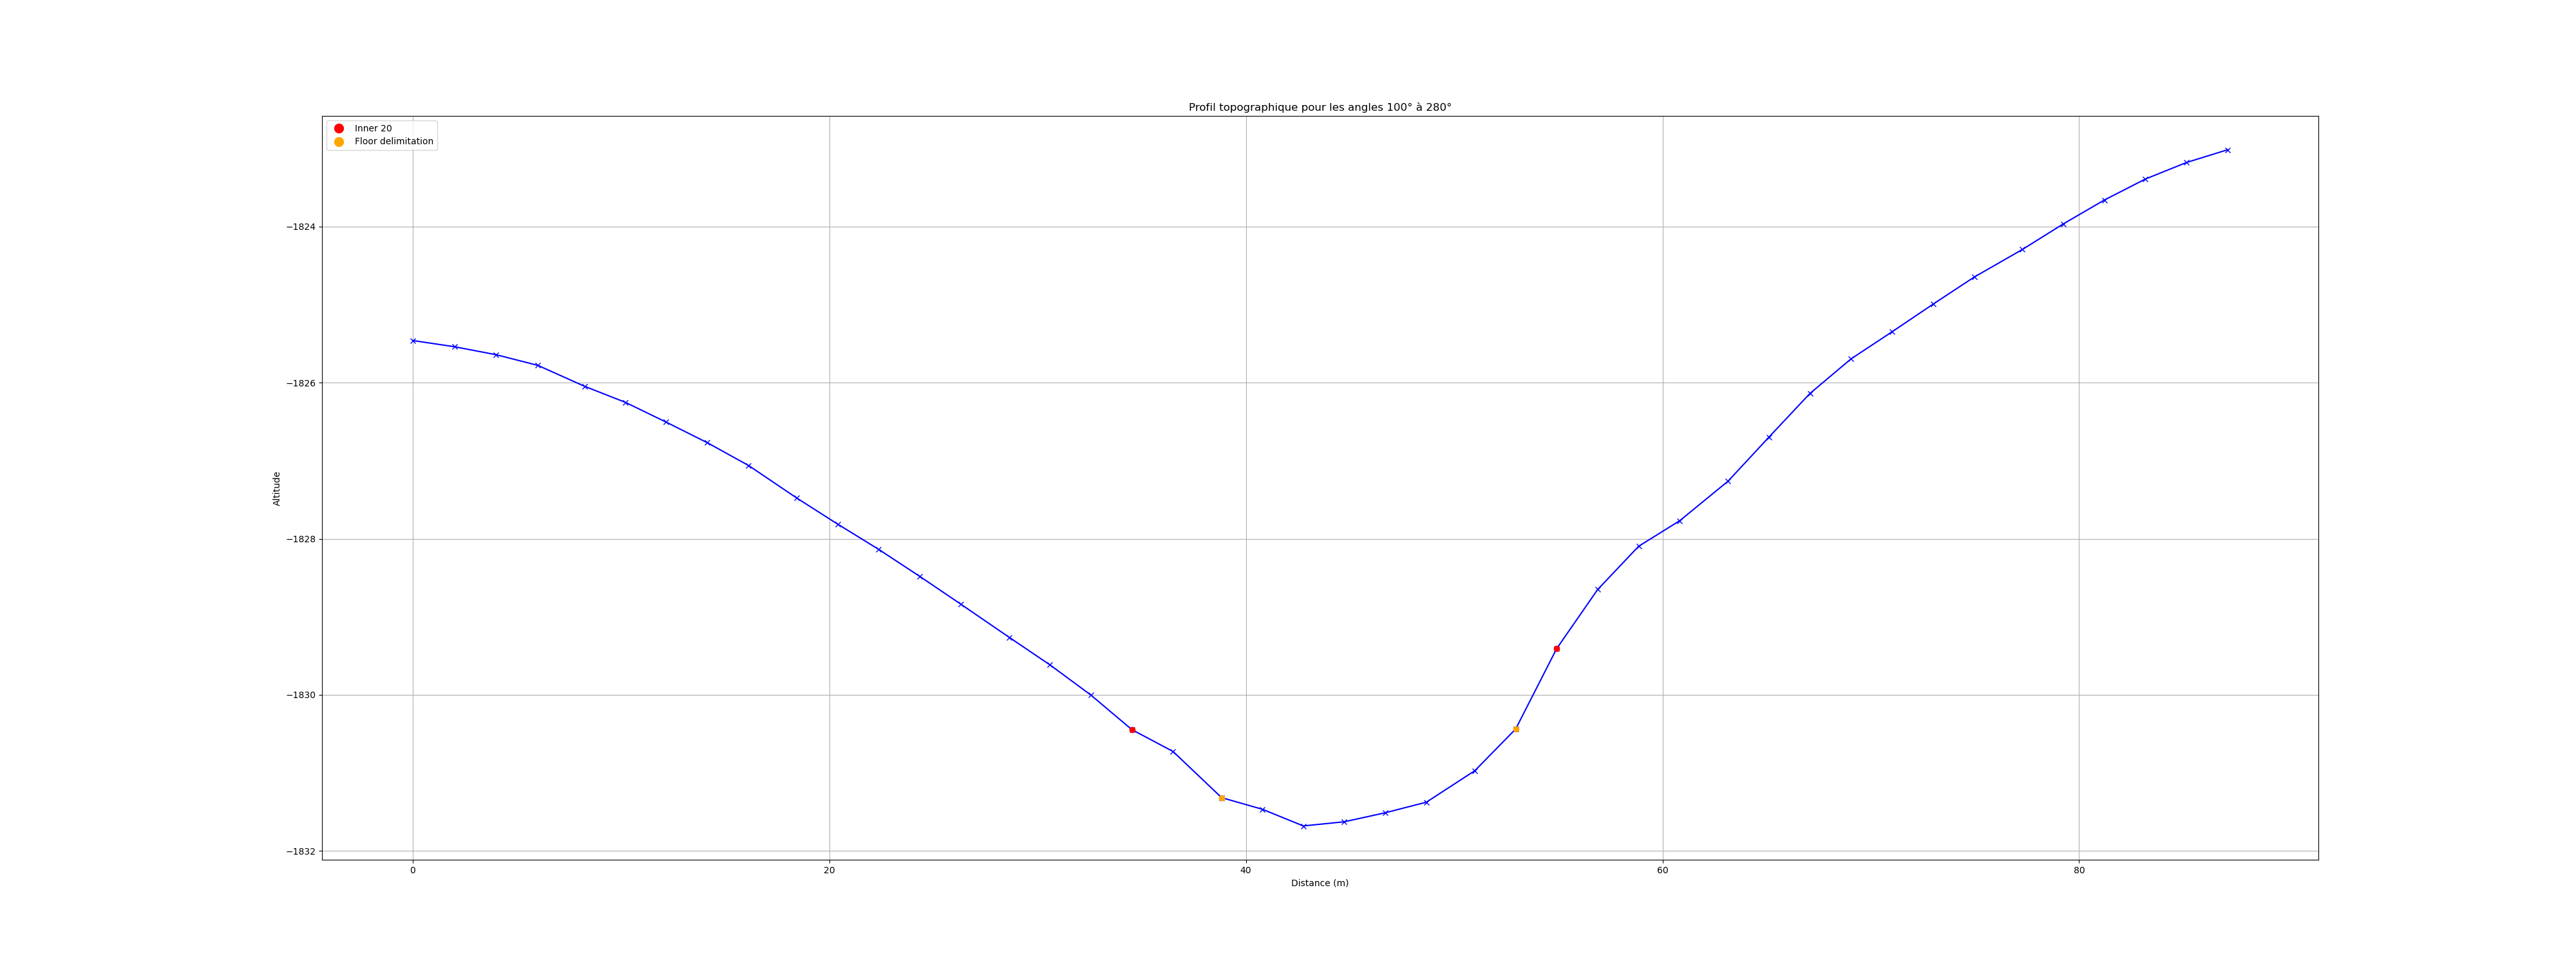 Profil topographique pour les angles 100° à 280°
Inner 20
Floor delimitation
Altitude
−1824
−1826
−1828
−1830
−1832
0 20 40 60 80
Distance (m)